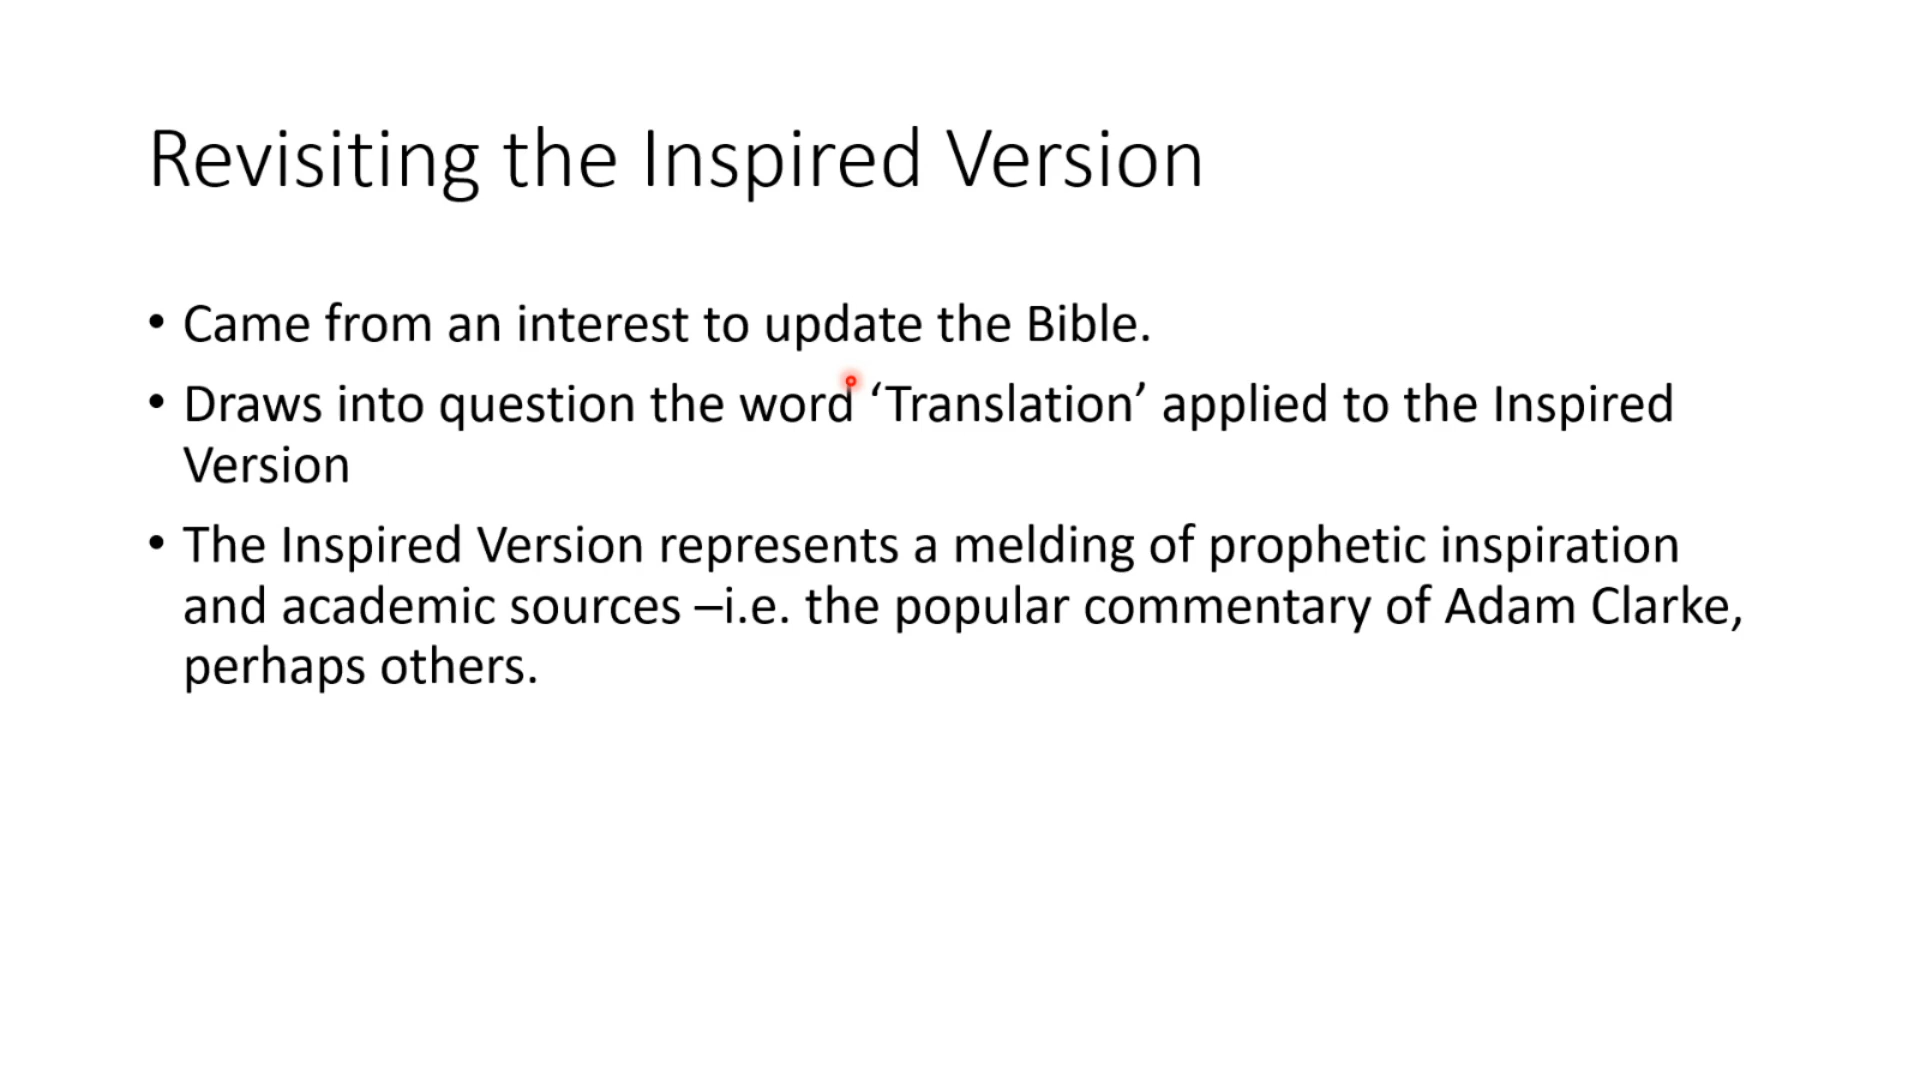 Revisiting the Inspired Version
• Came from an interest to update the Bible.
• Draws into question the word ‘Translation’ applied to the Inspired
Version
• The Inspired Version represents a melding of prophetic inspiration
and academic sources –i.e. the popular commentary of Adam Clarke,
perhaps others.